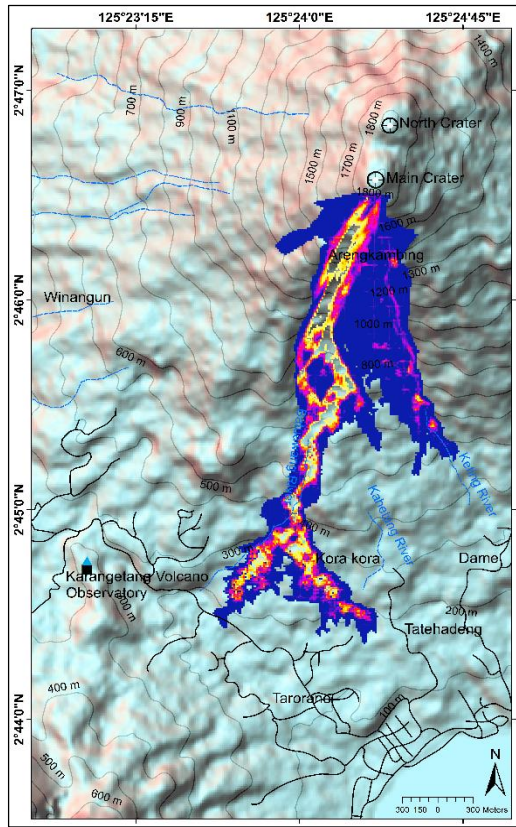 125°23'15"E 125°24'0"E 125°24'45"E
2°47'0"N
2°46'0"N
2°45'0"N
2°44'0"N
1400 m
700 m
900 m
1100 m
1500 m
1700 m
1800 m
North Crater
Main Crater
1800 m
1600 m
Arengkambing
1300 m
1200 m
Winangun
1000 m
600 m
800 m
500 m
Keting River
Kabetang River
300 m
Kora kora
Dame
Karangetang Volcano
Observatory
200 m
Tatehadeng
400 m
100 m
500 m
600 m
N
300 150 0 300 Meters